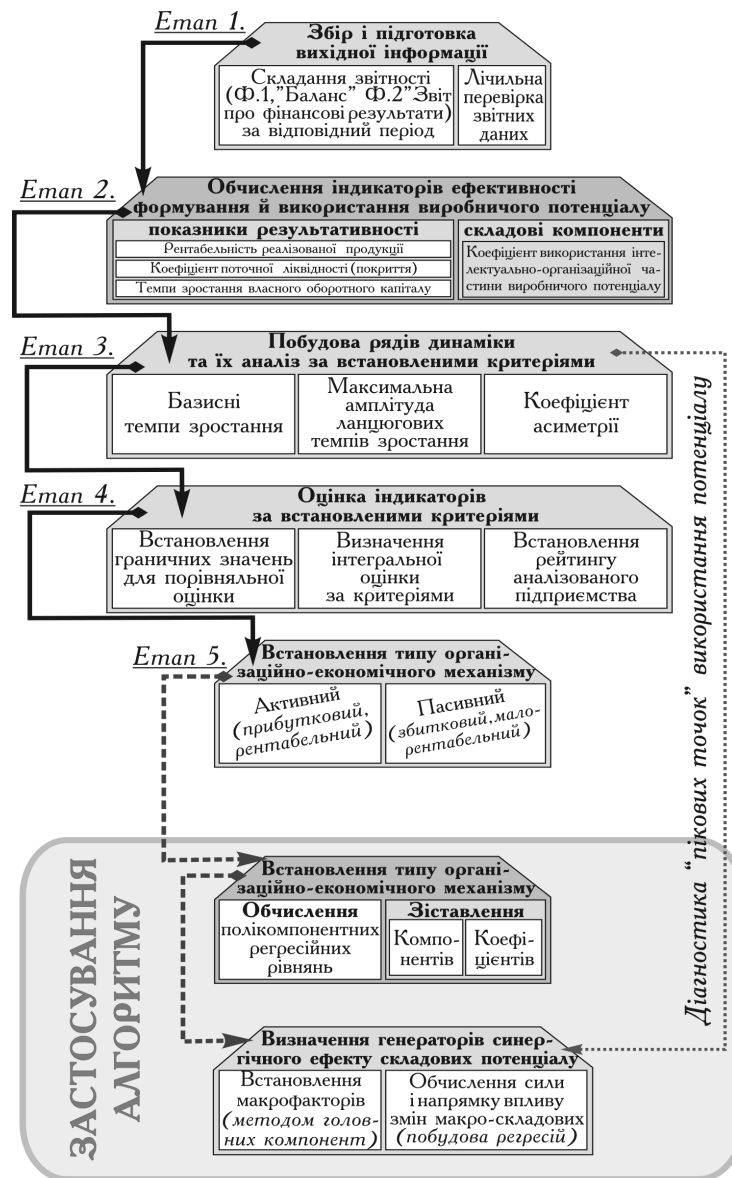 Етап 1.
Збір і підготовка
вихідної інформації
Складання звітності
(Ф.1,"Баланс" Ф.2"Звіт
про фінансові результати)
за відповідний період
Лічильна
перевірка
звітних
даних
Етап 2.
Обчислення індикаторів ефективності
формування й використання виробничого потенціалу
показники результативності
Рентабельність реалізованої продукції
Коефіцієнт поточної ліквідності (покриття)
Темпи зростання власного оборотного капіталу
складові компоненти
Коефіцієнт використання інте-
лектуально-організаційної ча-
стини виробничого потенціалу
Етап 3.
Побудова рядів динаміки
та їх аналіз за встановленими критеріями
Базисні
темпи зростання
Максимальна
амплітуда
ланцюгових
темпів зростання
Коефіцієнт
асиметрії
Етап 4.
Оцінка індикаторів
за встановленими критеріями
Встановлення
граничних значень
для порівняльної
оцінки
Визначення
інтегральної
оцінки
за критеріями
Встановлення
рейтингу
аналізованого
підприємства
Етап 5.
Встановлення типу органі-
заційно-економічного механізму
Активний
(прибутковий,
рентабельний)
Пасивний
(збитковий, мало-
рентабельний)
Діагностика “пікових точок” використання потенціалу
ЗАСТОСУВАННЯ
АЛГОРИТМУ
Встановлення типу органі-
заційно-економічного механізму
Обчислення
полікомпонентних
регресійних
рівнянь
Зіставлення
Компо-
нентів
Коефі-
цієнтів
Визначення генераторів синер-
гічного ефекту складових потенціалу
Встановлення
макрофакторів
(методом голов-
них компонент)
Обчислення сили
і напрямку впливу
змін макро-складових
(побудова регресій)